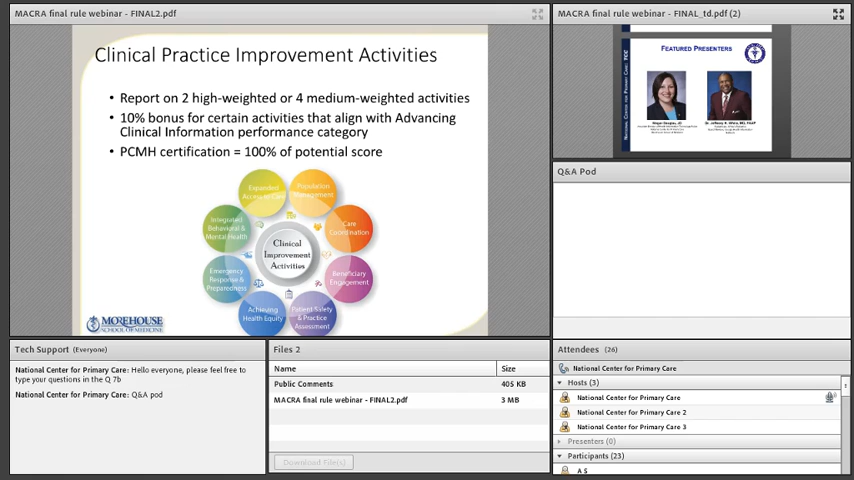 MACRA final rule webinar - FINAL2.pdf
Clinical Practice Improvement Activities
• Report on 2 high-weighted or 4 medium-weighted activities
• 10% bonus for certain activities that align with Advancing
Clinical Information performance category
• PCMH certification = 100% of potential score
Expanded
Access to Care
Population
Management
Care
Coordination
Beneficiary
Engagement
Patient Safety
& Practice
Assessment
Achieving
Health Equity
Emergency
Response &
Preparedness
Integrated
Behavioral &
Mental Health
Clinical
Improvement
Activities
MOREHOUSE
SCHOOL OF MEDICINE
MACRA final rule webinar - FINAL_td.pdf (2)
FEATURED PRESENTERS
Q&A Pod
Tech Support (Everyone)
National Center for Primary Care: Hello everyone, please feel free to
type your questions in the Q 7b
National Center for Primary Care: Q&A pod
Files 2
Name Size
Public Comments 405 KB
MACRA final rule webinar - FINAL2.pdf 3 MB
Download File(s)
Attendees (26)
National Center for Primary Care
Hosts (3)
National Center for Primary Care
National Center for Primary Care 2
National Center for Primary Care 3
Presenters (0)
Participants (23)
A S